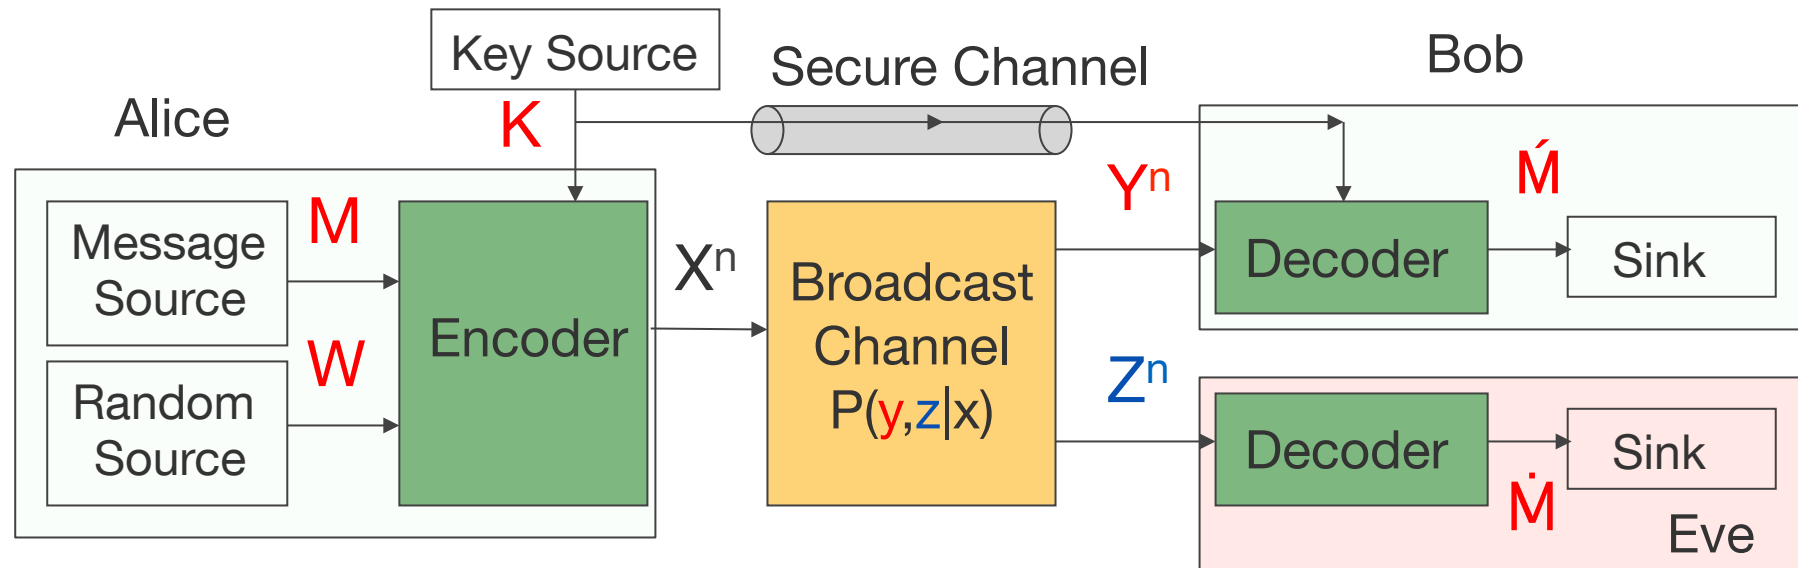 Key Source
Secure Channel
Bob
Alice
K
Message
Source
M
Random
Source
W
Encoder
Xⁿ
Broadcast
Channel
P(y,z|x)
Yⁿ
Zⁿ
Decoder
Ḿ
Sink
Decoder
Ṁ
Sink
Eve